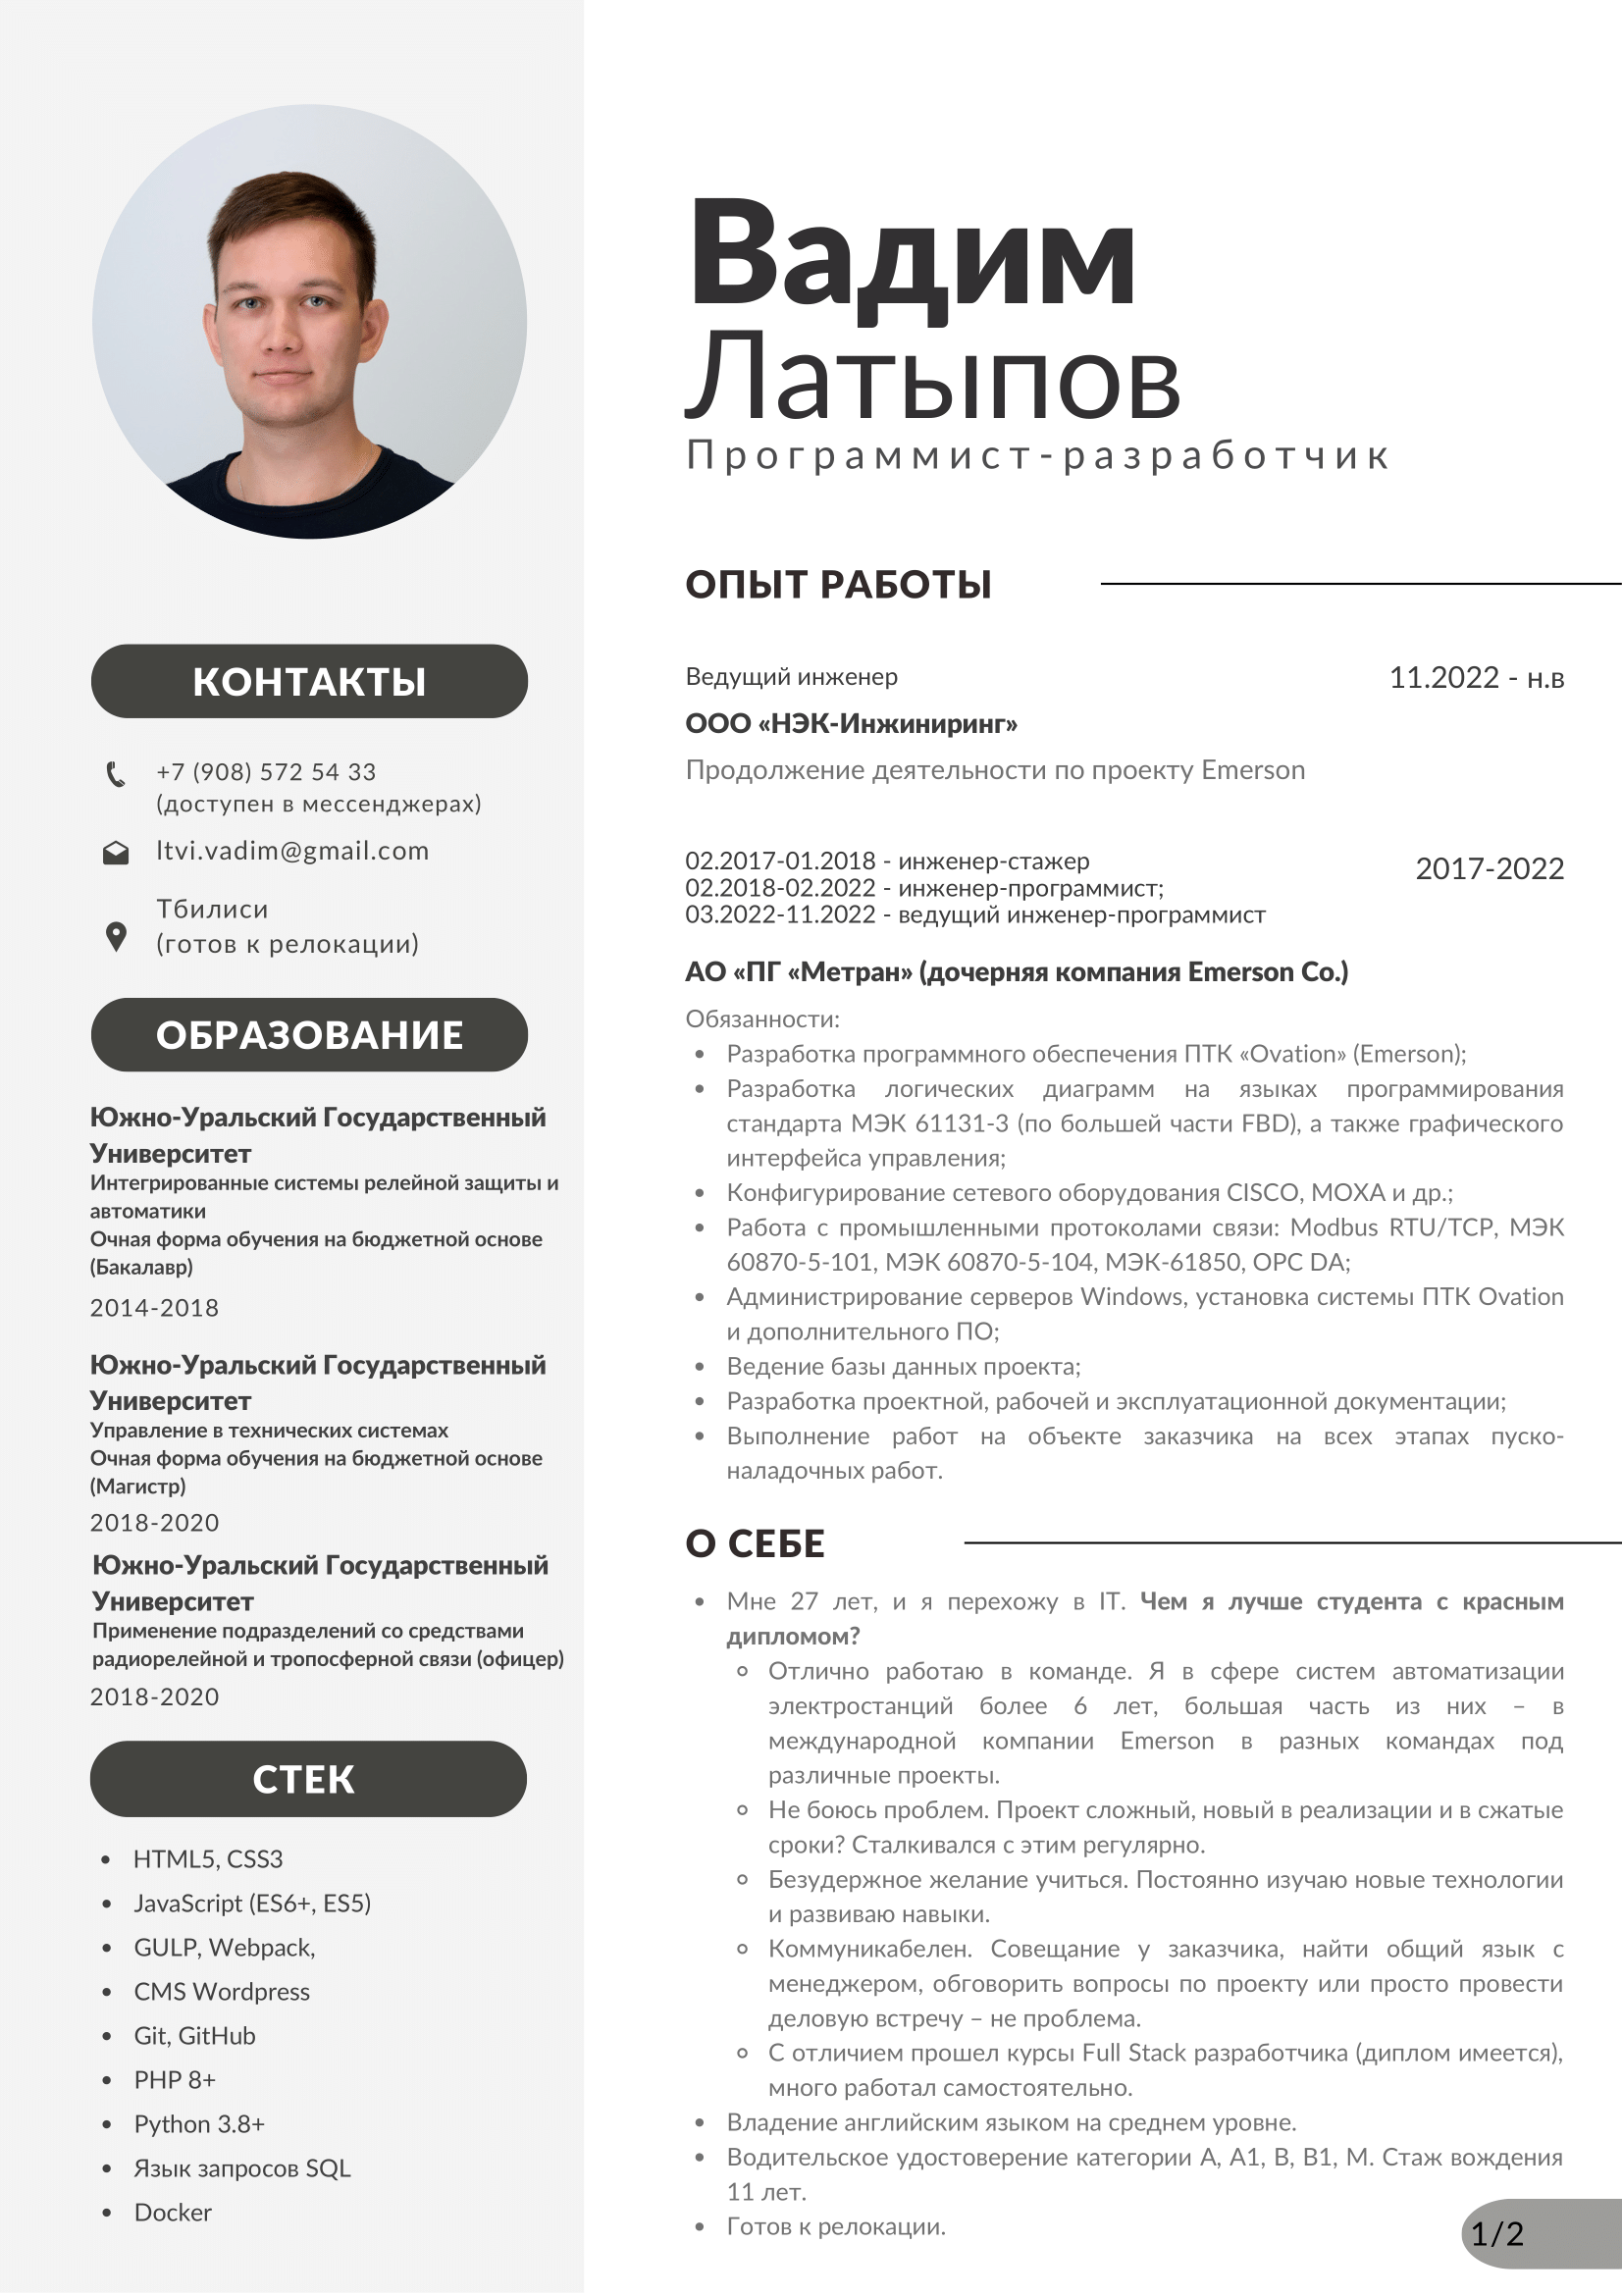 Вадим
Латыпов
Программист-разработчик
КОНТАКТЫ
+7 (908) 572 54 33
(доступен в мессенджерах)
ltvi.vadim@gmail.com
Тбилиси
(готов к релокации)
ОБРАЗОВАНИЕ
Южно-Уральский Государственный
Университет
Интегрированные системы релейной защиты и
автоматики
Очная форма обучения на бюджетной основе
(Бакалавр)
2014-2018
Южно-Уральский Государственный
Университет
Управление в технических системах
Очная форма обучения на бюджетной основе
(Магистр)
2018-2020
Южно-Уральский Государственный
Университет
Применение подразделений со средствами
радиорелейной и тропосферной связи (офицер)
2018-2020
СТЕК
• HTML5, CSS3
• JavaScript (ES6+, ES5)
• GULP, Webpack,
• CMS Wordpress
• Git, GitHub
• PHP 8+
• Python 3.8+
• Язык запросов SQL
• Docker
ОПЫТ РАБОТЫ
Ведущий инженер 11.2022 - н.в
ООО «НЭК-Инжиниринг»
Продолжение деятельности по проекту Emerson
02.2017-01.2018 - инженер-стажер 2017-2022
02.2018-02.2022 - инженер-программист;
03.2022-11.2022 - ведущий инженер-программист
АО «ПГ «Метран» (дочерняя компания Emerson Co.)
Обязанности:
• Разработка программного обеспечения ПТК «Ovation» (Emerson);
• Разработка логических диаграмм на языках программирования
стандарта МЭК 61131-3 (по большей части FBD), а также графического
интерфейса управления;
• Конфигурирование сетевого оборудования CISCO, MOXA и др.;
• Работа с промышленными протоколами связи: Modbus RTU/TCP, МЭК
60870-5-101, МЭК 60870-5-104, МЭК-61850, OPC DA;
• Администрирование серверов Windows, установка системы ПТК Ovation
и дополнительного ПО;
• Ведение базы данных проекта;
• Разработка проектной, рабочей и эксплуатационной документации;
• Выполнение работ на объекте заказчика на всех этапах пуско-
наладочных работ.
О СЕБЕ
• Мне 27 лет, и я перехожу в IT. Чем я лучше студента с красным
дипломом?
◦ Отлично работаю в команде. Я в сфере систем автоматизации
электростанций более 6 лет, большая часть из них – в
международной компании Emerson в разных командах под
различные проекты.
◦ Не боюсь проблем. Проект сложный, новый в реализации и в сжатые
сроки? Сталкивался с этим регулярно.
◦ Безудержное желание учиться. Постоянно изучаю новые технологии
и развиваю навыки.
◦ Коммуникабелен. Совещание у заказчика, найти общий язык с
менеджером, обговорить вопросы по проекту или просто провести
деловую встречу – не проблема.
◦ С отличием прошел курсы Full Stack разработчика (диплом имеется),
много работал самостоятельно.
• Владение английским языком на среднем уровне.
• Водительское удостоверение категории A, A1, B, B1, M. Стаж вождения
11 лет.
• Готов к релокации.
1/2